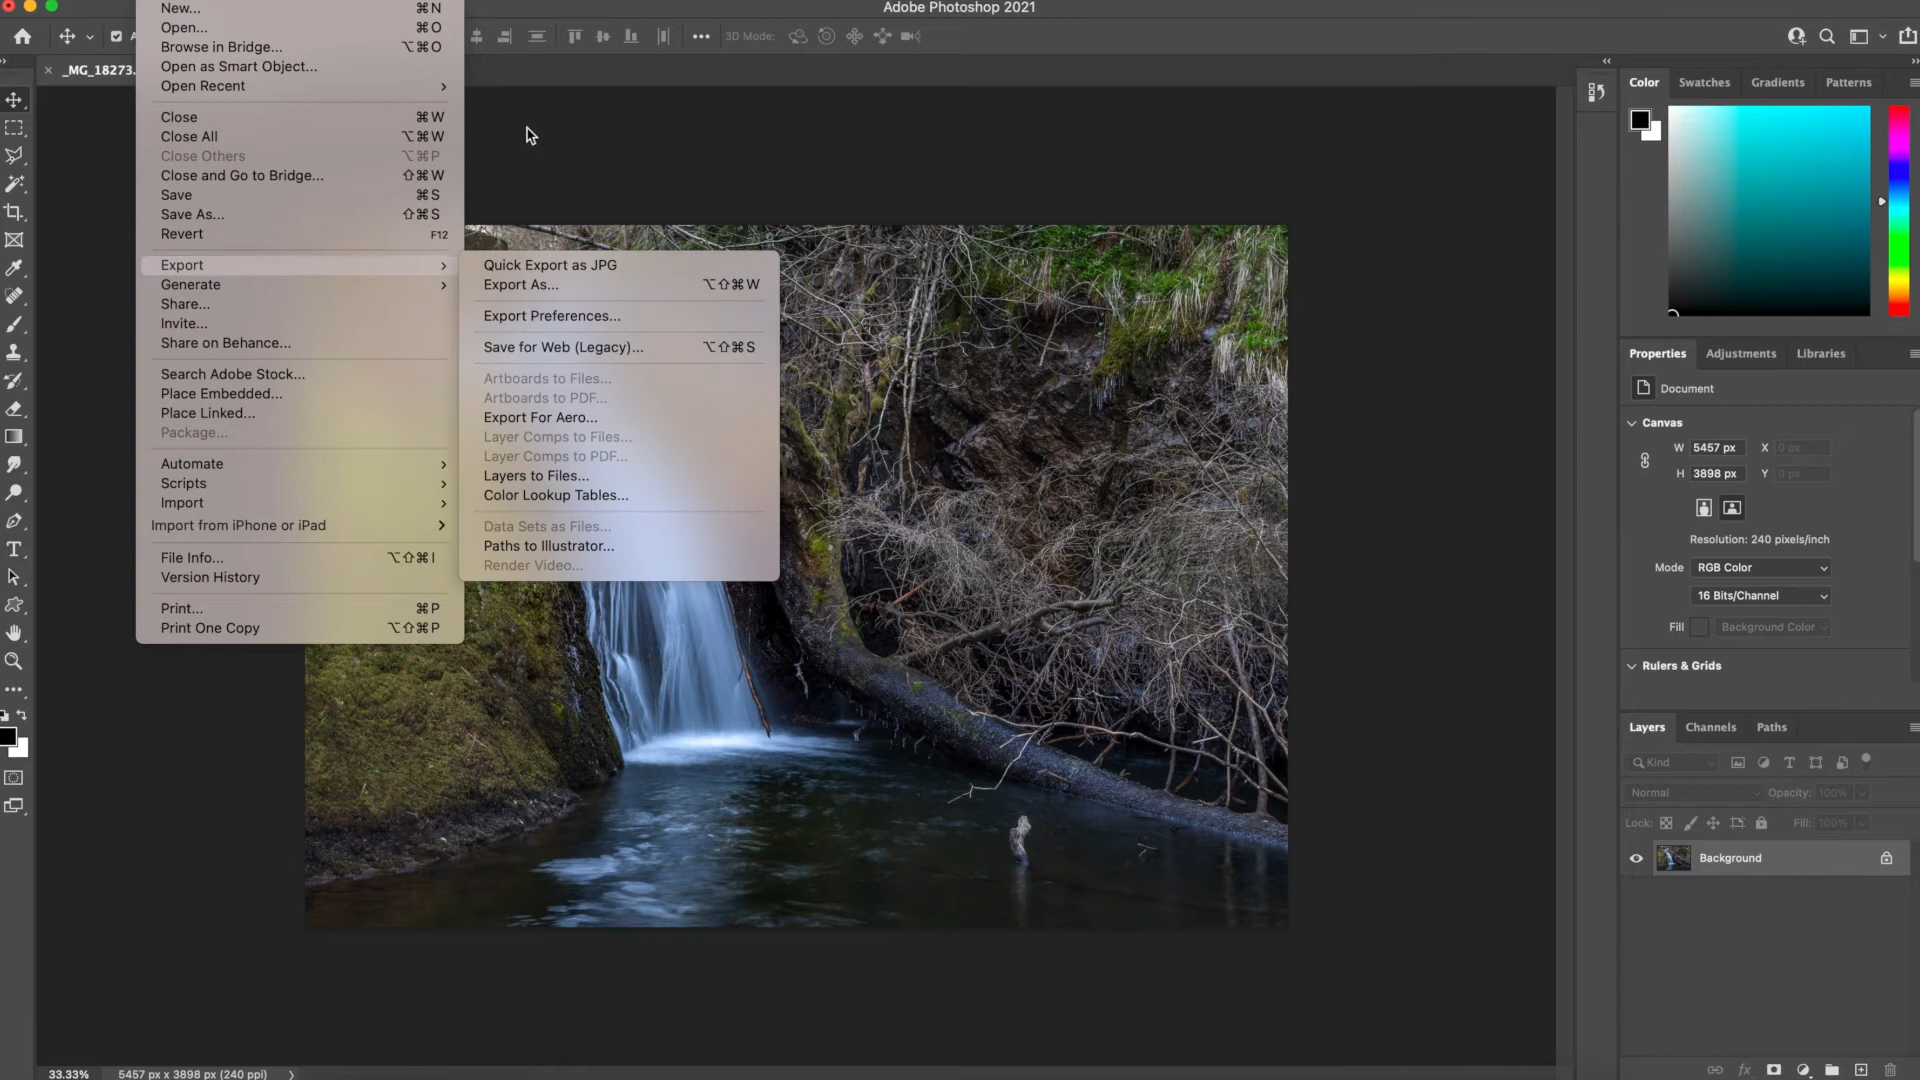 Adobe Photoshop 2021
New... ⌘N
Open... ⌘O
Browse in Bridge... ⌥⌘O
Open as Smart Object...
Open Recent
Close ⌘W
Close All ⌥⌘W
Close Others ⌥⌘P
Close and Go to Bridge... ⇧⌘W
Save ⌘S
Save As... ⇧⌘S
Revert F12
Export
Generate
Share...
Invite...
Share on Behance...
Search Adobe Stock...
Place Embedded...
Place Linked...
Package...
Automate
Scripts
Import
Import from iPhone or iPad
File Info... ⌥⇧⌘I
Version History
Print... ⌘P
Print One Copy ⌥⇧⌘P
Quick Export as JPG
Export As... ⌥⇧⌘W
Export Preferences...
Save for Web (Legacy)... ⌥⇧⌘S
Artboards to Files...
Artboards to PDF...
Export For Aero...
Layer Comps to Files...
Layer Comps to PDF...
Layers to Files...
Color Lookup Tables...
Data Sets as Files...
Paths to Illustrator...
Render Video...
3D Mode:
_MG_18273.
Color Swatches Gradients Patterns
Properties Adjustments Libraries
Document
Canvas
W 5457 px X 0 px
H 3898 px Y 0 px
Resolution: 240 pixels/inch
Mode RGB Color
16 Bits/Channel
Fill Background Color
Rulers & Grids
Layers Channels Paths
Kind
Normal Opacity: 100%
Lock: Fill: 100%
Background
fx
33.33% 5457 px x 3898 px (240 ppi)